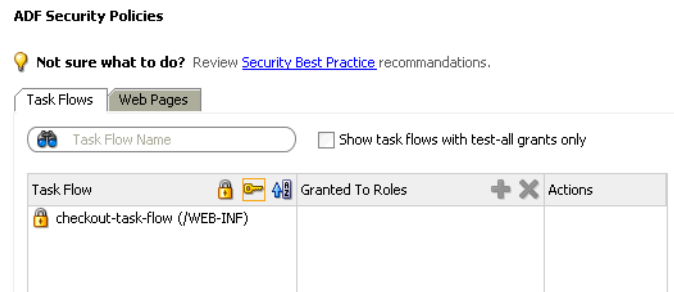 ADF Security Policies
Not sure what to do? Review Security Best Practice recommandations.
Task Flows Web Pages
Task Flow Name Show task flows with test-all grants only
Task Flow Granted To Roles Actions
checkout-task-flow (/WEB-INF)